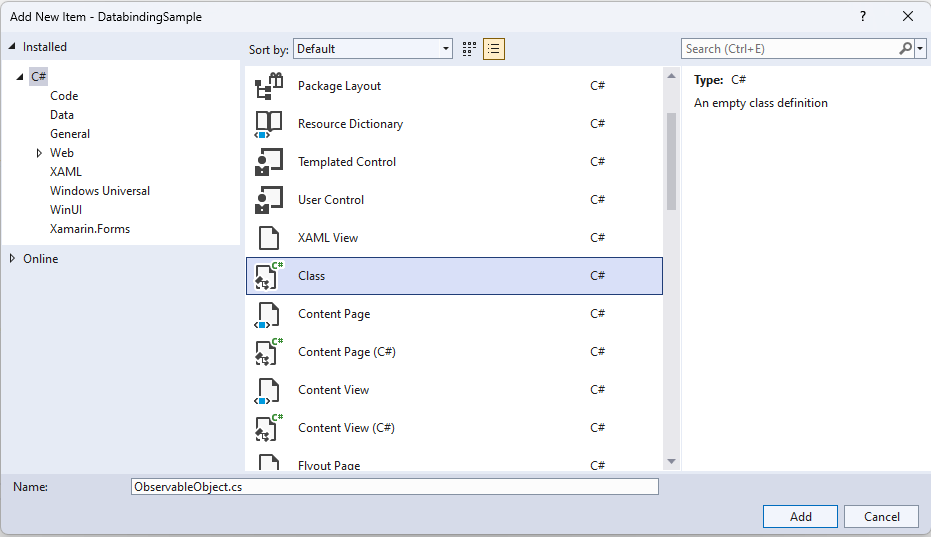 Add New Item - DatabindingSample
?
Installed
Sort by: Default
Search (Ctrl+E)
C#
Code
Data
General
Web
XAML
Windows Universal
WinUI
Xamarin.Forms
Online
Package Layout C#
Resource Dictionary C#
Templated Control C#
User Control C#
XAML View C#
C# Class C#
Content Page C#
C# Content Page (C#) C#
Content View C#
C# Content View (C#) C#
Flyout Page C#
Type: C#
An empty class definition
Name: ObservableObject.cs
Add Cancel